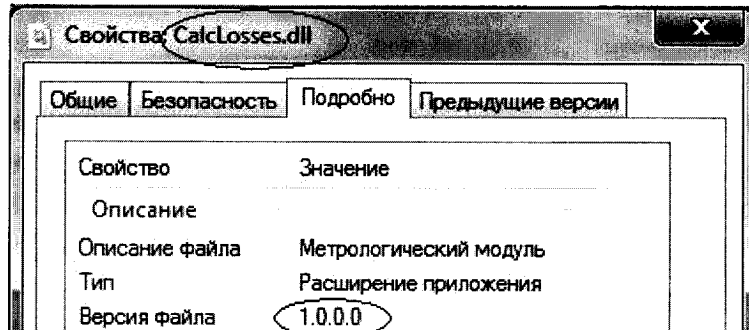 Свойства: CalcLosses.dll
Общие Безопасность Подробно Предыдущие версии
Свойство Значение
Описание
Описание файла Метрологический модуль
Тип Расширение приложения
Версия файла 1.0.0.0